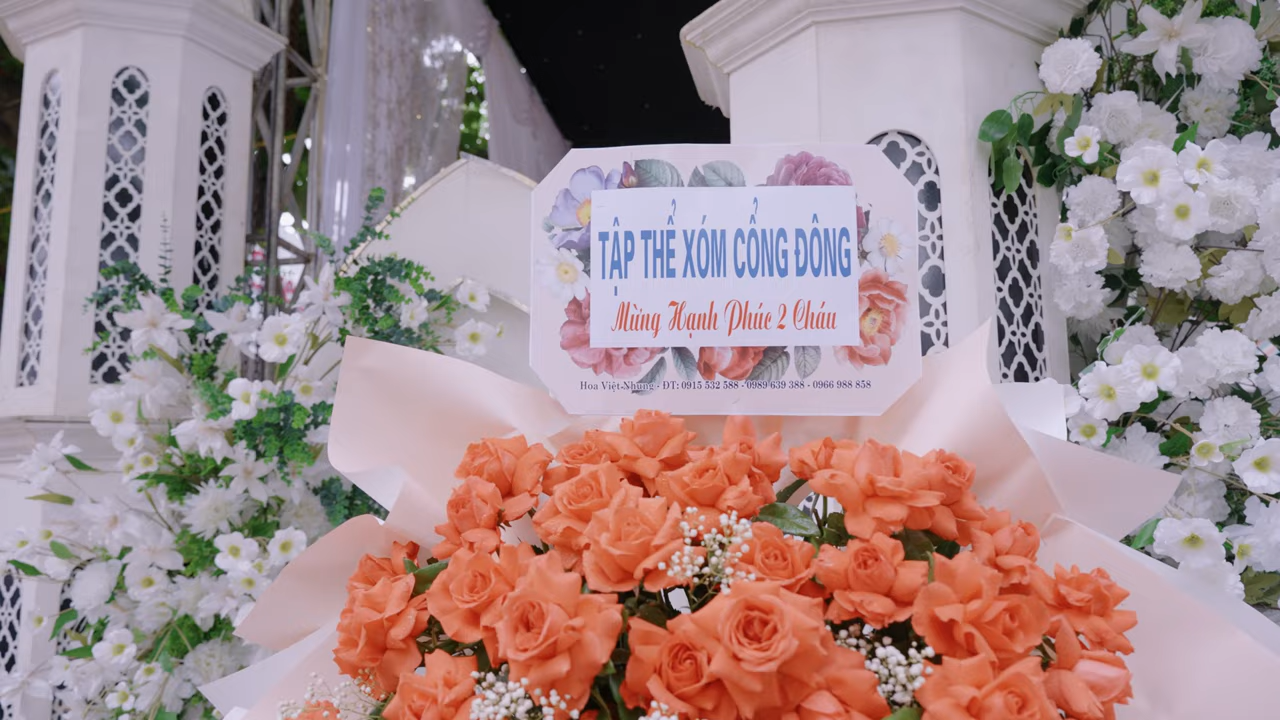 TẬP THỂ XÓM CỔNG ĐÔNG
Mừng Hạnh Phúc 2 Cháu
Hoa Việt Nhung - ĐT: 0915 532 588 - 0989 639 388 - 0966 988 858